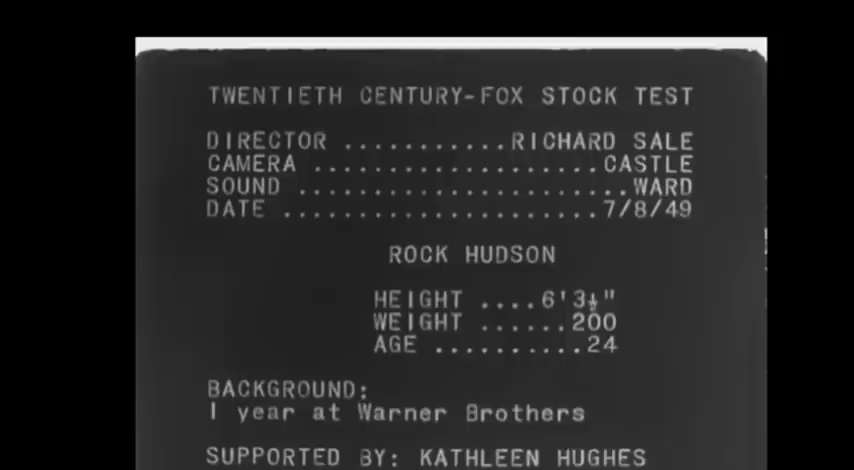 TWENTIETH CENTURY-FOX STOCK TEST
DIRECTOR ...........RICHARD SALE
CAMERA ...................CASTLE
SOUND ......................WARD
DATE .....................7/8/49
ROCK HUDSON
HEIGHT ....6'3½"
WEIGHT ......200
AGE ..........24
BACKGROUND:
1 year at Warner Brothers
SUPPORTED BY: KATHLEEN HUGHES